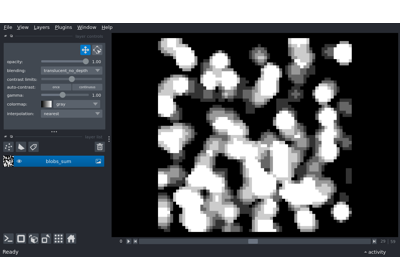 File View Layers Plugins Window Help
opacity: 1.00
blending: translucent_no_depth
contrast limits:
auto-contrast: once continuous
gamma: 1.00
colormap: gray
interpolation: nearest
blobs_sum
Ready
activity